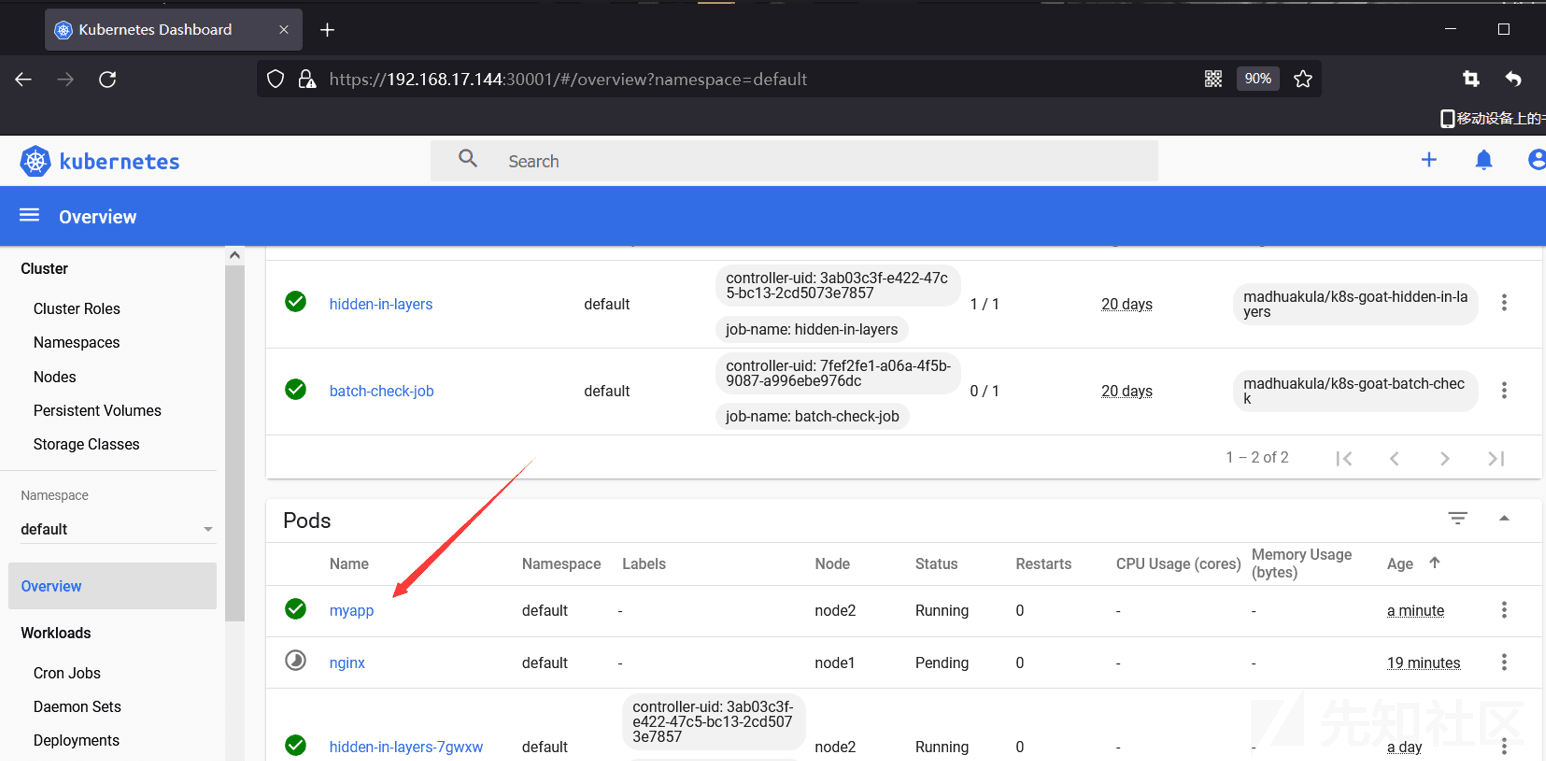 Kubernetes Dashboard
https://192.168.17.144:30001/#/overview?namespace=default
90%
移动设备上的
kubernetes
Search
Overview
Cluster
Cluster Roles
Namespaces
Nodes
Persistent Volumes
Storage Classes
Namespace
default
Overview
Workloads
Cron Jobs
Daemon Sets
Deployments
hidden-in-layers
default
controller-uid: 3ab03c3f-e422-47c
5-bc13-2cd5073e7857
job-name: hidden-in-layers
1 / 1
20 days
madhuakula/k8s-goat-hidden-in-la
yers
batch-check-job
default
controller-uid: 7fef2fe1-a06a-4f5b-
9087-a996ebe976dc
job-name: batch-check-job
0 / 1
20 days
madhuakula/k8s-goat-batch-chec
k
1 – 2 of 2
Pods
Name Namespace Labels Node Status Restarts CPU Usage (cores) Memory Usage
(bytes) Age
myapp default - node2 Running 0 - - a minute
nginx default - node1 Pending 0 - - 19 minutes
hidden-in-layers-7gwxw default
controller-uid: 3ab03c3f-
e422-47c5-bc13-2cd507
3e7857
node2 Running 0 - - a day
先知社区